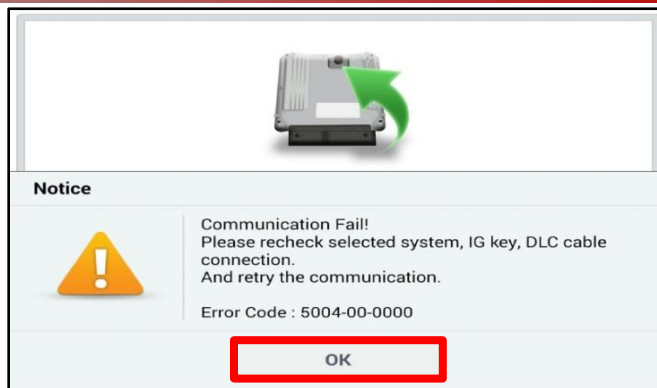 Notice
Communication Fail!
Please recheck selected system, IG key, DLC cable
connection.
And retry the communication.
Error Code : 5004-00-0000
OK